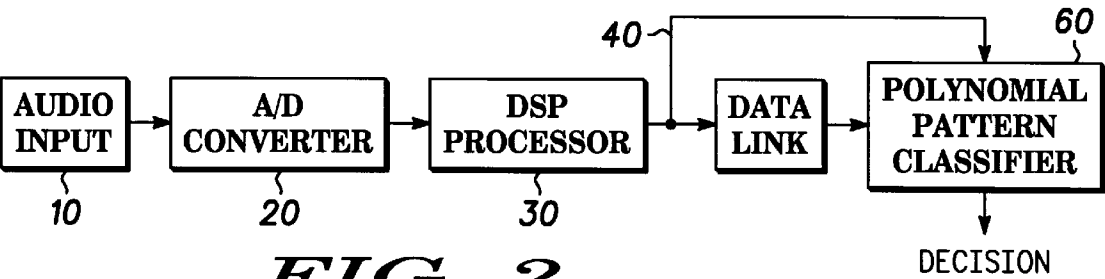 40
60
AUDIO
INPUT
A/D
CONVERTER
DSP
PROCESSOR
DATA
LINK
POLYNOMIAL
PATTERN
CLASSIFIER
10
20
30
DECISION